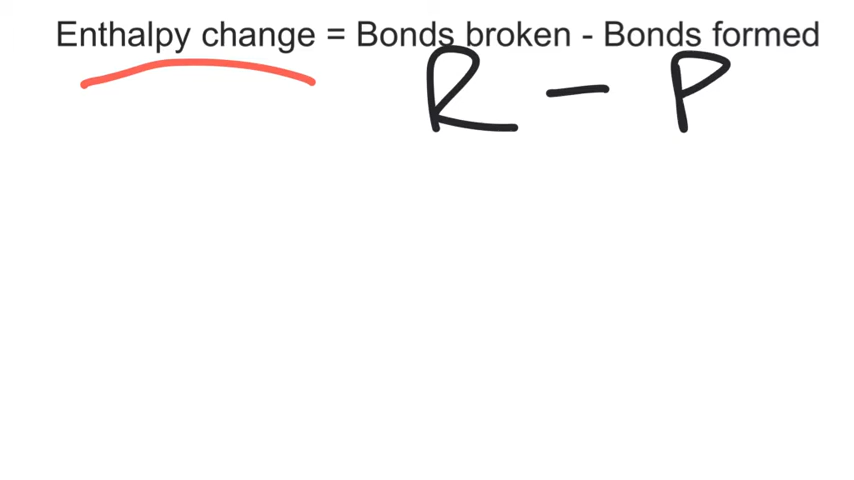 Enthalpy change = Bonds broken - Bonds formed
R - P